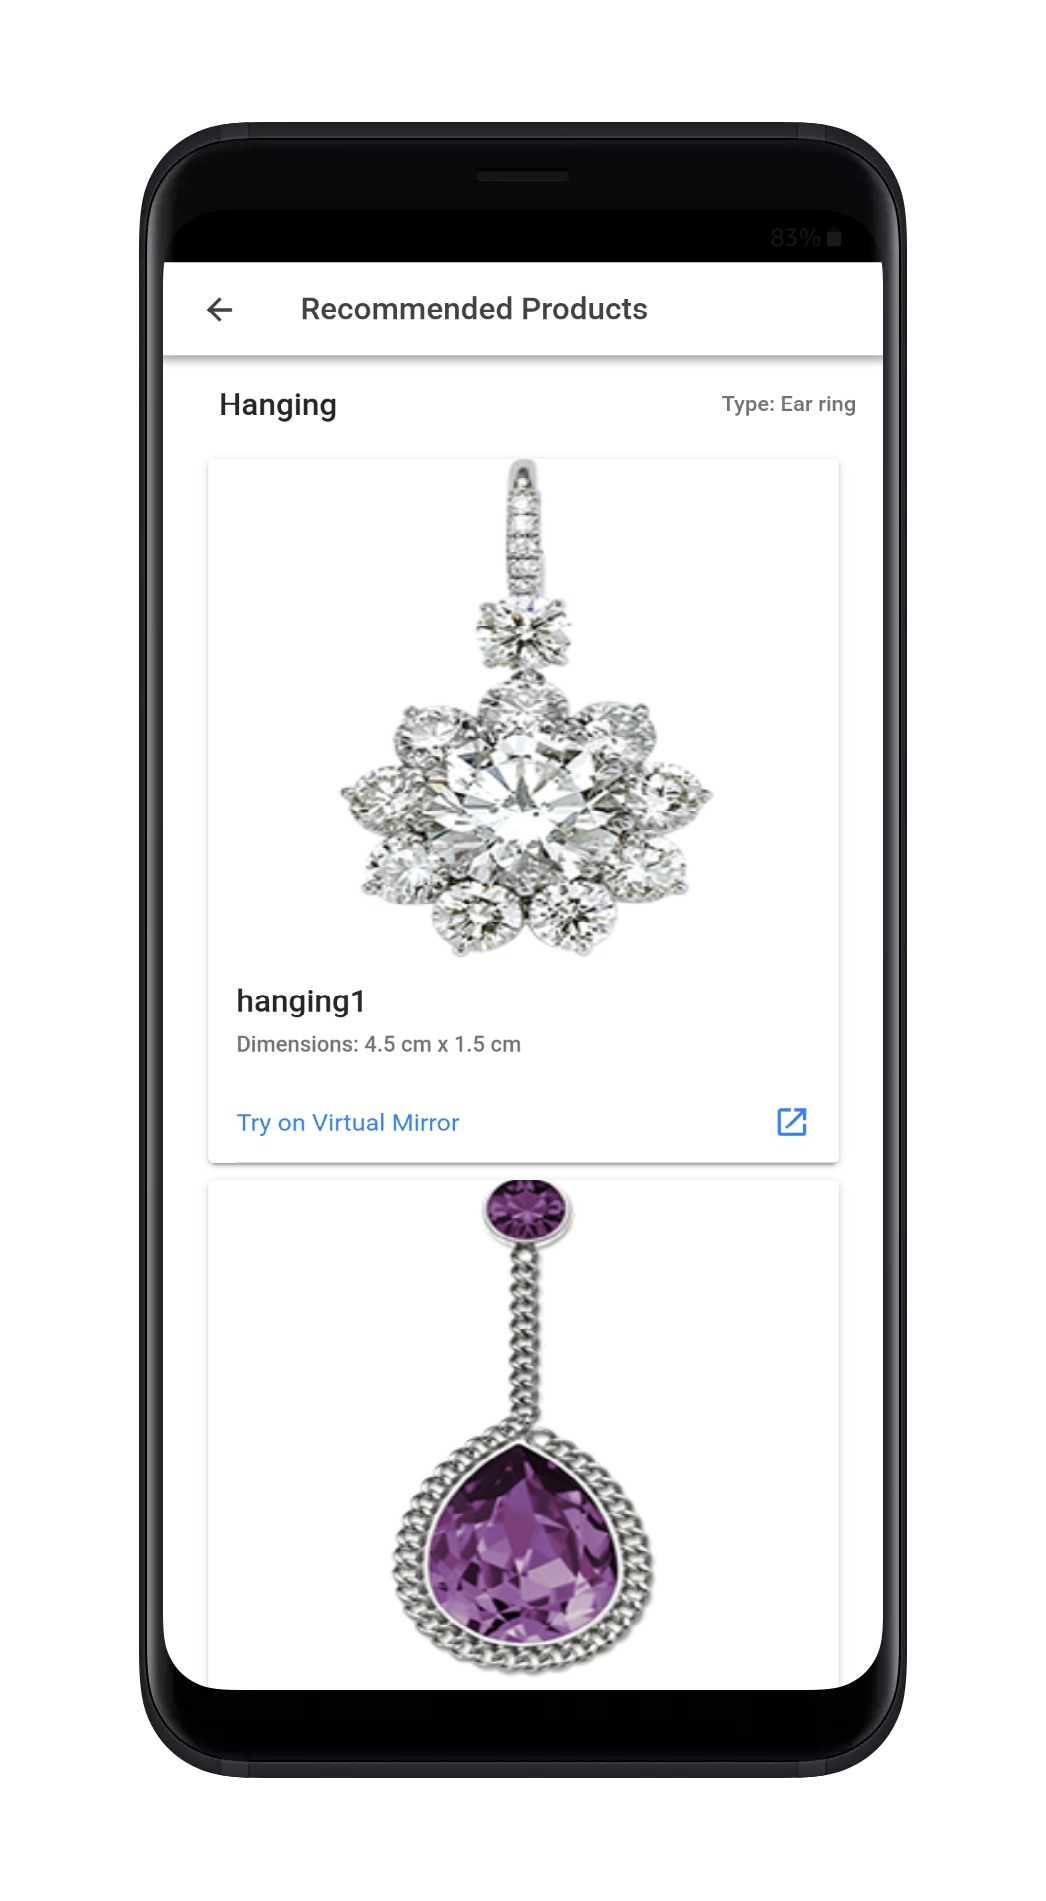 83%
Recommended Products
Hanging
Type: Ear ring
hanging1
Dimensions: 4.5 cm x 1.5 cm
Try on Virtual Mirror